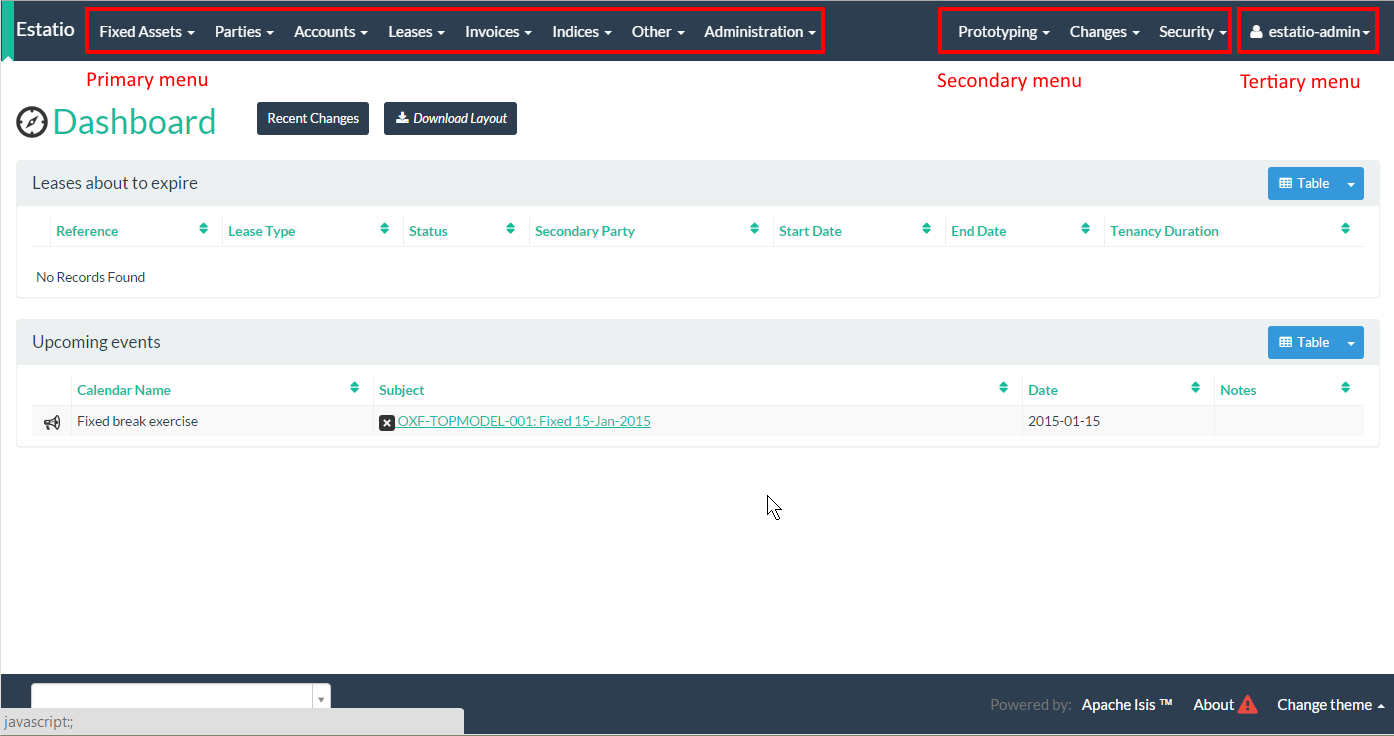 Estatio Fixed Assets Parties Accounts Leases Invoices Indices Other Administration Prototyping Changes Security estatio-admin
Primary menu Secondary menu Tertiary menu
Dashboard Recent Changes Download Layout
Leases about to expire Table
Reference Lease Type Status Secondary Party Start Date End Date Tenancy Duration
No Records Found
Upcoming events Table
Calendar Name Subject Date Notes
Fixed break exercise OXF-TOPMODEL-001: Fixed 15-Jan-2015 2015-01-15
Powered by: Apache Isis ™ About Change theme
javascript:;